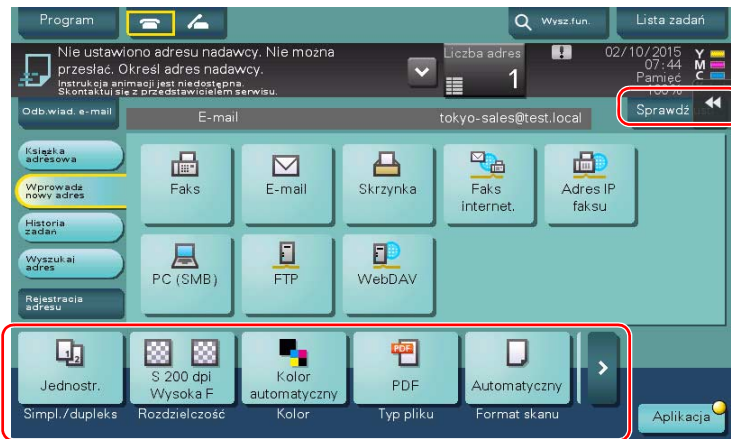 Program
Wysz.fun.
Lista zadań
Nie ustawiono adresu nadawcy. Nie można
przesłać. Określ adres nadawcy.
Instrukcja animacji jest niedostępna.
Skontaktuj się z przedstawicielem serwisu.
Liczba adres
1
02/10/2015
07:44
Pamięć
100%
Y
M
C
Odb.wiad. e-mail
E-mail
tokyo-sales@test.local
Sprawdź
Książka
adresowa
Wprowadź
nowy adres
Historia
zadań
Wyszukaj
adres
Rejestracja
adresu
Faks
E-mail
Skrzynka
Faks
internet.
Adres IP
faksu
PC (SMB)
FTP
WebDAV
Jednostr.
S 200 dpi
Wysoka F
Kolor
automatyczny
PDF
PDF
Automatyczny
Simpl./dupleks
Rozdzielczość
Kolor
Typ pliku
Format skanu
Aplikacja